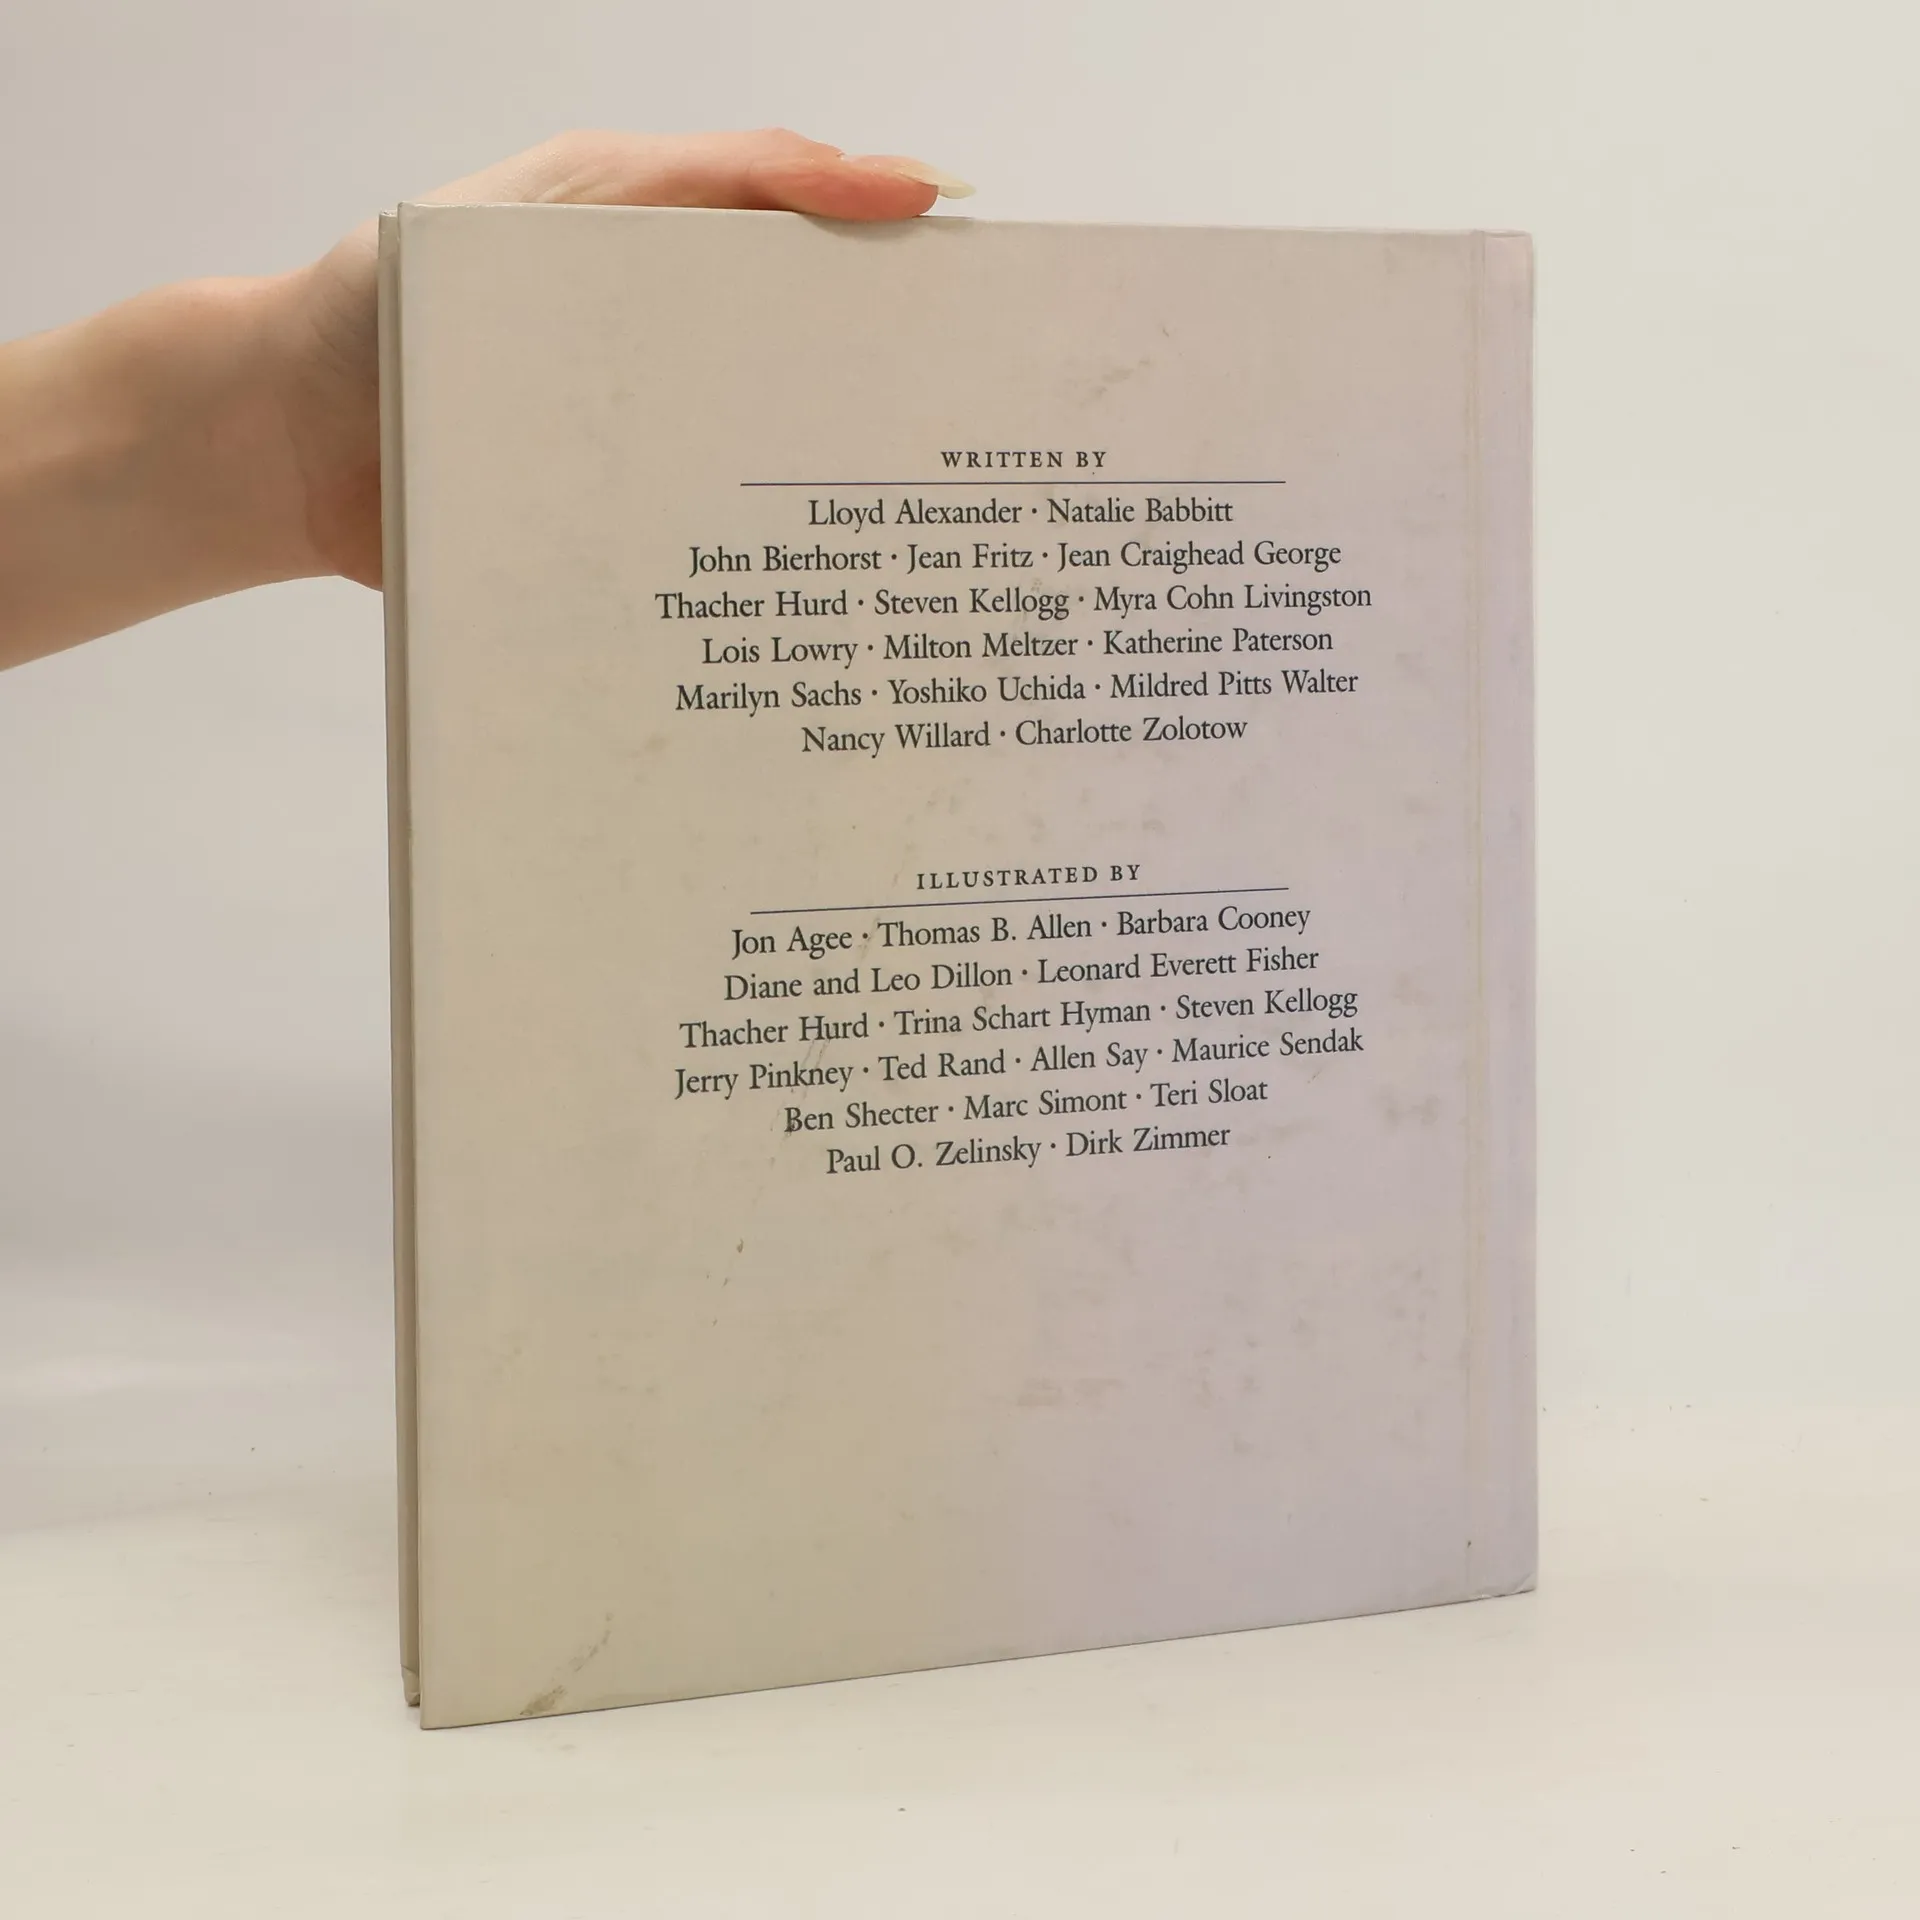 WRITTEN BY
Lloyd Alexander · Natalie Babbitt
John Bierhorst · Jean Fritz · Jean Craighead George
Thacher Hurd · Steven Kellogg · Myra Cohn Livingston
Lois Lowry · Milton Meltzer · Katherine Paterson
Marilyn Sachs · Yoshiko Uchida · Mildred Pitts Walter
Nancy Willard · Charlotte Zolotow
ILLUSTRATED BY
Jon Agee · Thomas B. Allen · Barbara Cooney
Diane and Leo Dillon · Leonard Everett Fisher
Thacher Hurd · Trina Schart Hyman · Steven Kellogg
Jerry Pinkney · Ted Rand · Allen Say · Maurice Sendak
Ben Shecter · Marc Simont · Teri Sloat
Paul O. Zelinsky · Dirk Zimmer